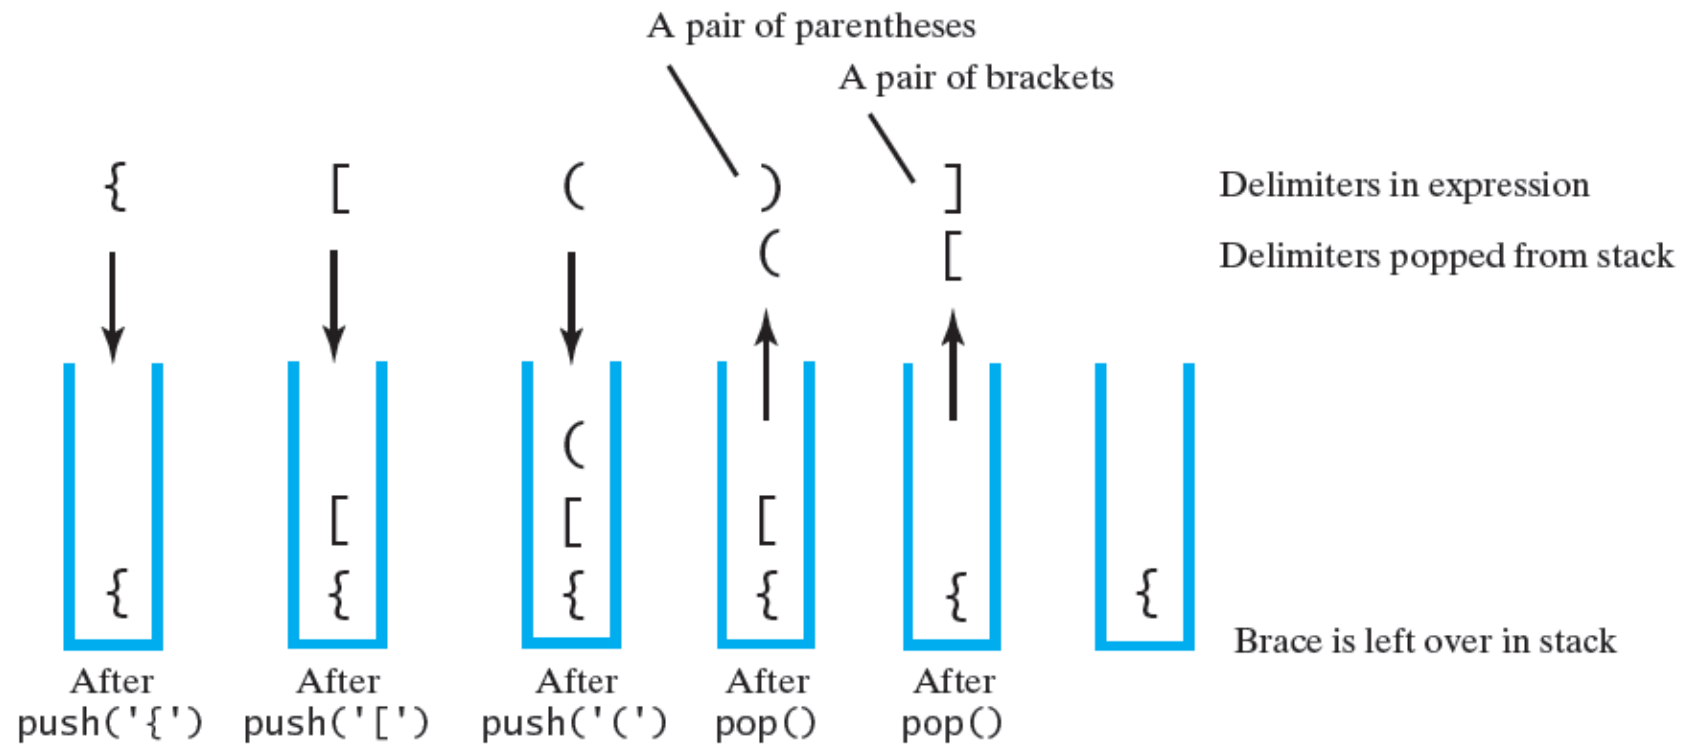 A pair of parentheses
A pair of brackets
{ [ ( ) ] Delimiters in expression
( [ Delimiters popped from stack
(
[ [ [
{ { { { { {
Brace is left over in stack
After After After After After
push('{') push('[') push('(') pop() pop()